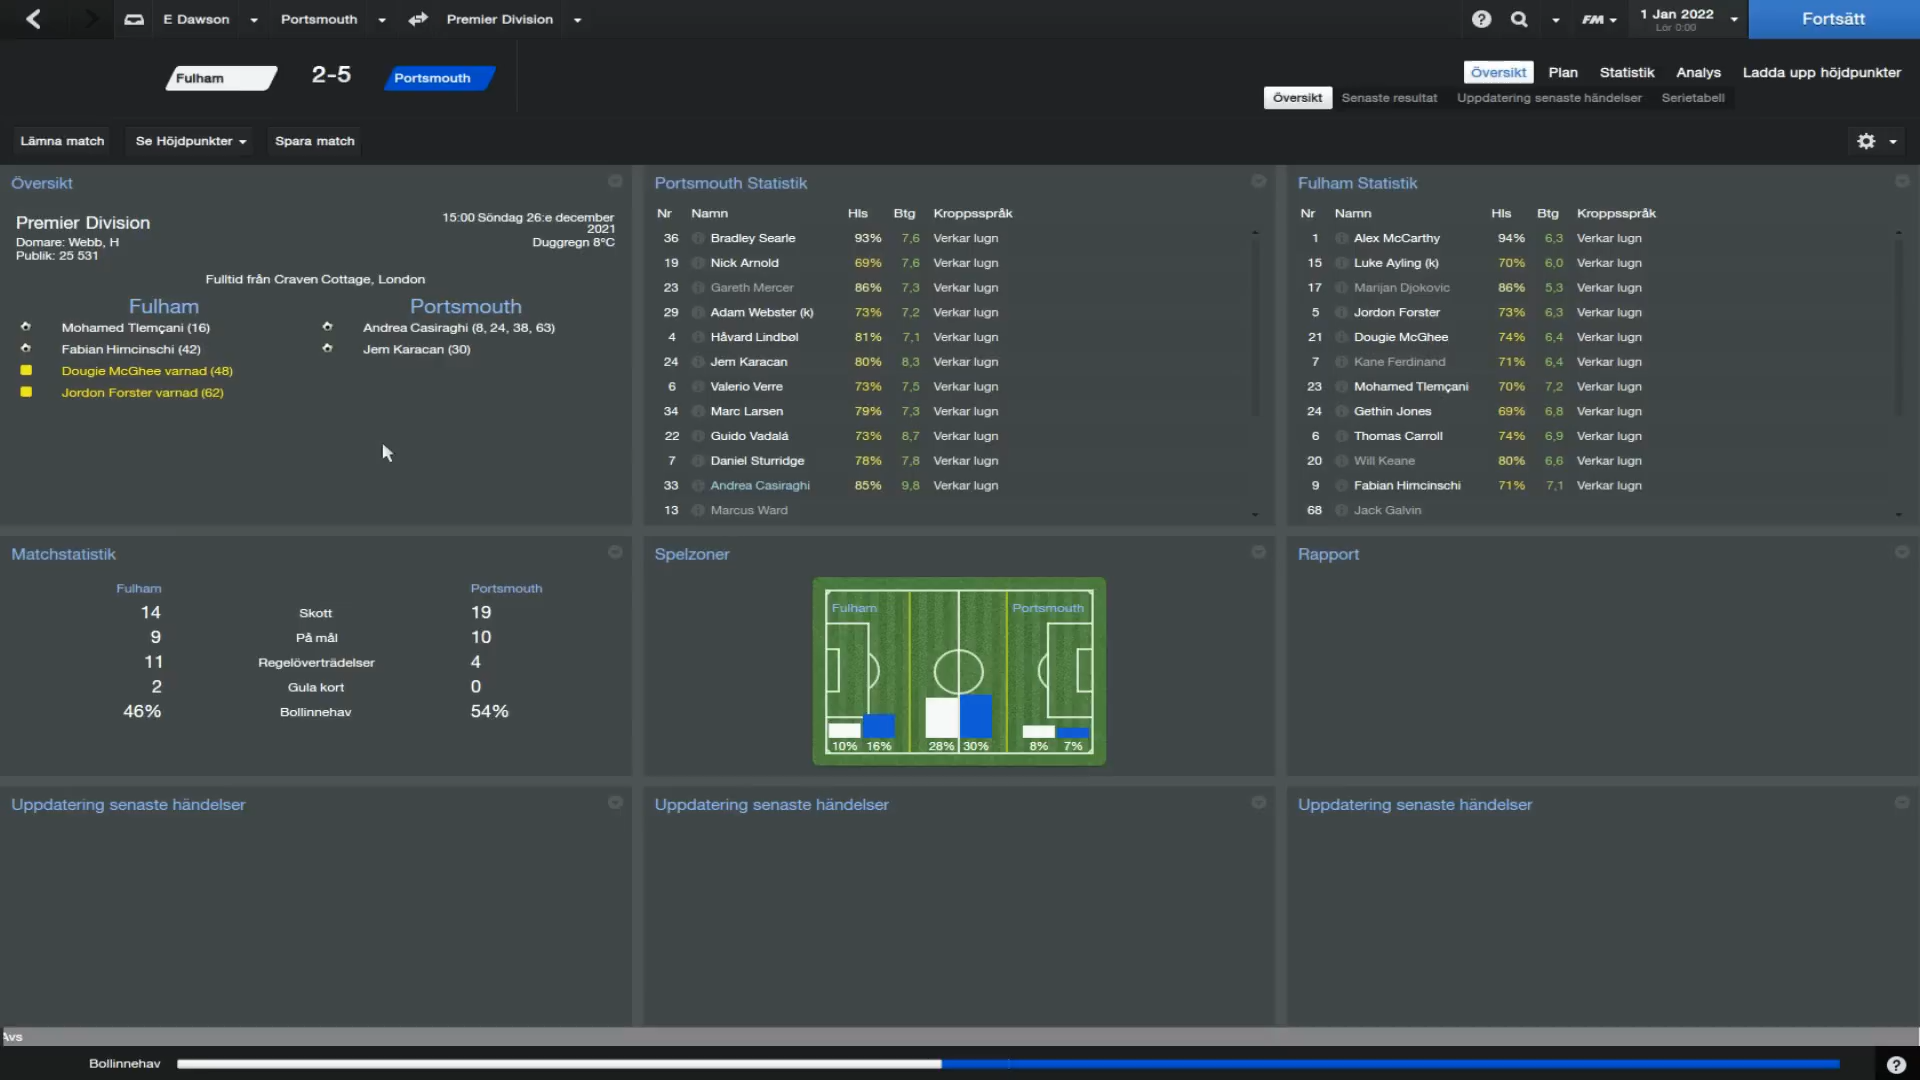 E Dawson Portsmouth Premier Division FM 1 Jan 2022 Fortsätt
Lör 0:00
Fulham 2-5 Portsmouth
Översikt Plan Statistik Analys Ladda upp höjdpunkter
Översikt Senaste resultat Uppdatering senaste händelser Serietabell
Lämna match Se Höjdpunkter Spara match
Översikt
Premier Division
Domare: Webb, H
Publik: 25 531
15:00 Söndag 26:e december
2021
Duggregn 8°C
Fulltid från Craven Cottage, London
Fulham Portsmouth
Mohamed Tlemçani (16) Andrea Casiraghi (8, 24, 38, 63)
Fabian Himcinschi (42) Jem Karacan (30)
Dougie McGhee varnad (48)
Jordon Forster varnad (62)
Portsmouth Statistik
Nr Namn Hls Btg Kroppsspråk
36 Bradley Searle 93% 7,6 Verkar lugn
19 Nick Arnold 69% 7,6 Verkar lugn
23 Gareth Mercer 86% 7,3 Verkar lugn
29 Adam Webster (k) 73% 7,2 Verkar lugn
4 Håvard Lindbøl 81% 7,1 Verkar lugn
24 Jem Karacan 80% 8,3 Verkar lugn
6 Valerio Verre 73% 7,5 Verkar lugn
34 Marc Larsen 79% 7,3 Verkar lugn
22 Guido Vadalá 73% 8,7 Verkar lugn
7 Daniel Sturridge 78% 7,8 Verkar lugn
33 Andrea Casiraghi 85% 9,8 Verkar lugn
13 Marcus Ward
Fulham Statistik
Nr Namn Hls Btg Kroppsspråk
1 Alex McCarthy 94% 6,3 Verkar lugn
15 Luke Ayling (k) 70% 6,0 Verkar lugn
17 Marijan Djokovic 86% 5,3 Verkar lugn
5 Jordon Forster 73% 6,3 Verkar lugn
21 Dougie McGhee 74% 6,4 Verkar lugn
7 Kane Ferdinand 71% 6,4 Verkar lugn
23 Mohamed Tlemçani 70% 7,2 Verkar lugn
24 Gethin Jones 69% 6,8 Verkar lugn
6 Thomas Carroll 74% 6,9 Verkar lugn
20 Will Keane 80% 6,6 Verkar lugn
9 Fabian Himcinschi 71% 7,1 Verkar lugn
68 Jack Galvin
Matchstatistik
Fulham Portsmouth
14 Skott 19
9 På mål 10
11 Regelöverträdelser 4
2 Gula kort 0
46% Bollinnehav 54%
Spelzoner
Fulham Portsmouth
10% 16% 28% 30% 8% 7%
Rapport
Uppdatering senaste händelser
Uppdatering senaste händelser
Uppdatering senaste händelser
Avs
Bollinnehav